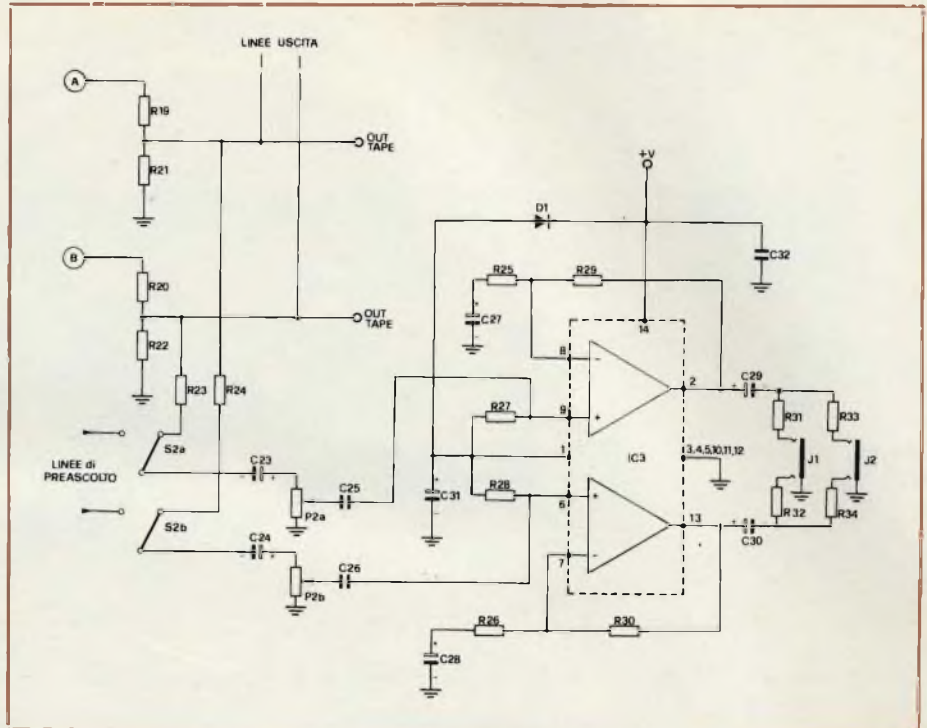 LINEE USCITA
A
R19
OUT
TAPE
R21
+V
D1
B
C32
R20
R25
R29
OUT
TAPE
C27
R22
14
8
-
R23
R24
2
+
C29
-
R27
9
+
R31
R33
S2a
LINEE di
PREASCOLTO
C23
- +
1
IC3
3,4,5,10,11,12
J1
J2
C25
P2a
R28
C31
6
+
S2b
13
R32
R34
C24
- +
7
-
+
C30
-
P2b
C26
R26
R30
+
C28
-